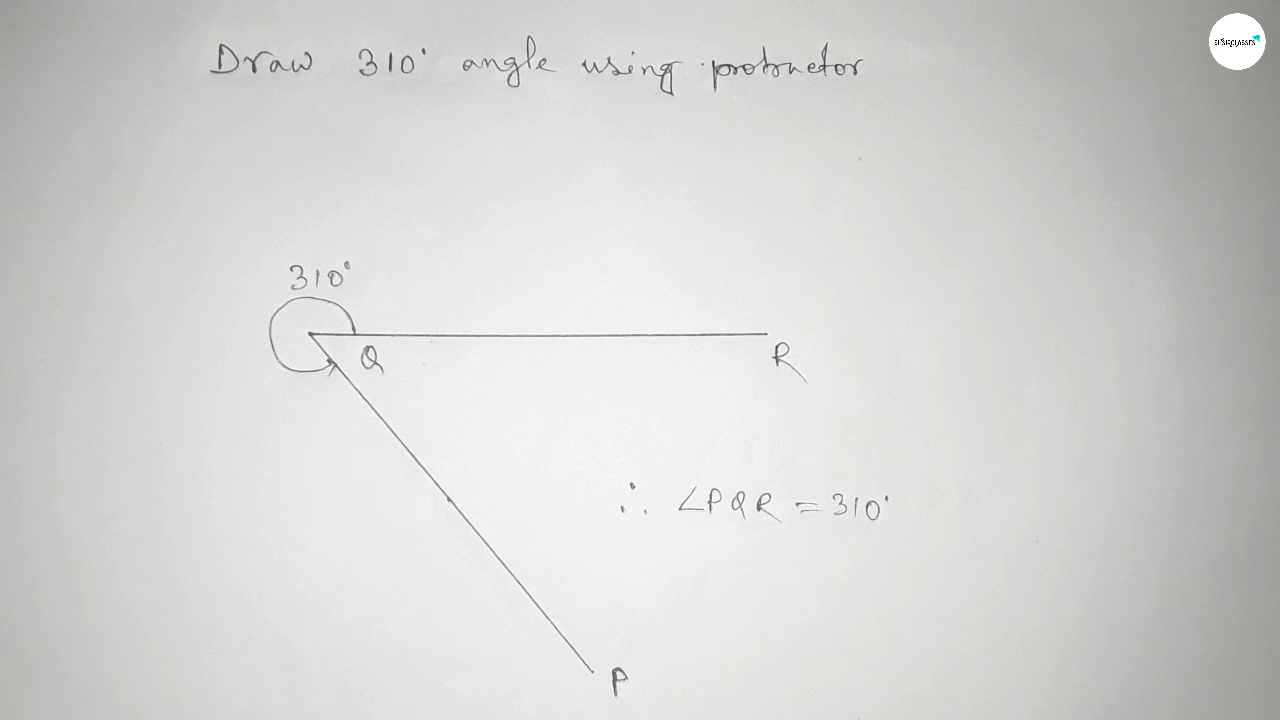 Draw 310° angle using protractor
310°
Q
R
∴ ∠PQR = 310°
P